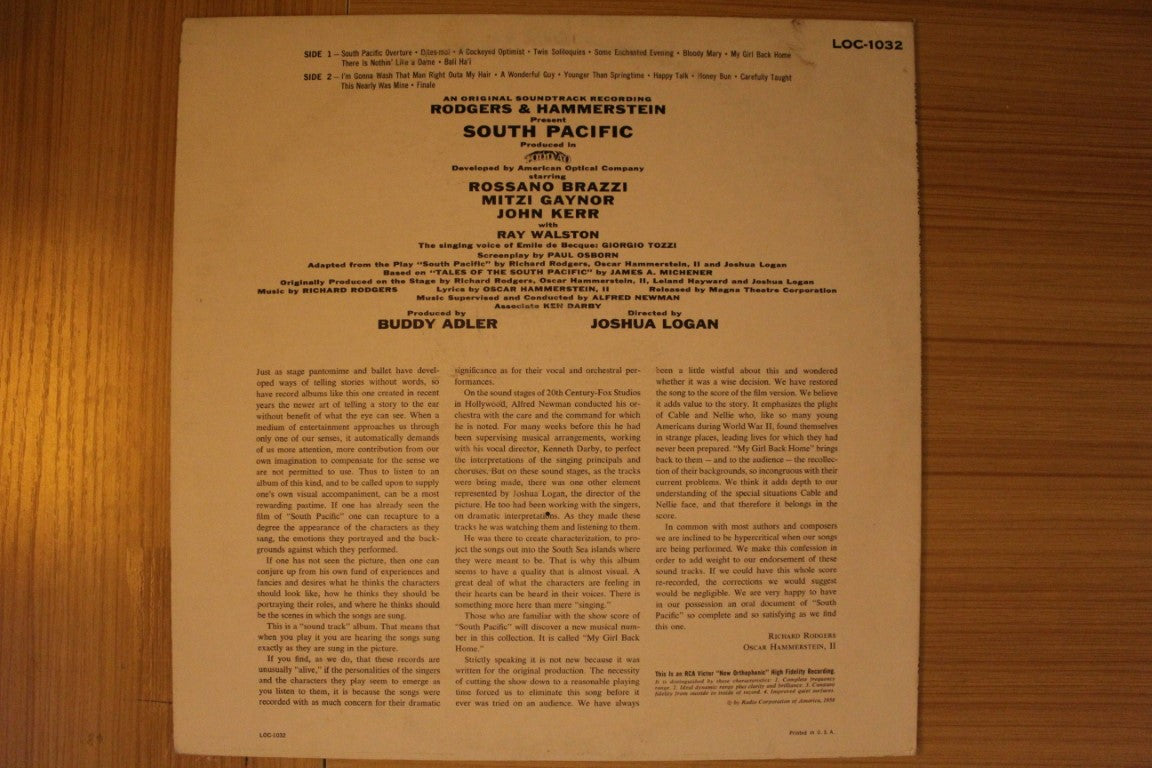 LOC-1032
SIDE 1 – South Pacific Overture • Dites-moi • A Cockeyed Optimist • Twin Soliloquies • Some Enchanted Evening • Bloody Mary • My Girl Back Home
There Is Nothin' Like a Dame • Bali Ha'i
SIDE 2 – I'm Gonna Wash That Man Right Outa My Hair • A Wonderful Guy • Younger Than Springtime • Happy Talk • Honey Bun • Carefully Taught
This Nearly Was Mine • Finale
AN ORIGINAL SOUNDTRACK RECORDING
RODGERS & HAMMERSTEIN
Present
SOUTH PACIFIC
Produced in
TODD-AO
Developed by American Optical Company
starring
ROSSANO BRAZZI
MITZI GAYNOR
JOHN KERR
with
RAY WALSTON
The singing voice of Emile de Becque: GIORGIO TOZZI
Screenplay by PAUL OSBORN
Adapted from the Play "South Pacific" by Richard Rodgers, Oscar Hammerstein, II and Joshua Logan
Based on "TALES OF THE SOUTH PACIFIC" by JAMES A. MICHENER
Originally Produced on the Stage by Richard Rodgers, Oscar Hammerstein, II, Leland Hayward and Joshua Logan
Music by RICHARD RODGERS Lyrics by OSCAR HAMMERSTEIN, II Released by Magna Theatre Corporation
Music Supervised and Conducted by ALFRED NEWMAN
Associate KEN DARBY
Produced by
BUDDY ADLER
Directed by
JOSHUA LOGAN
Just as stage pantomime and ballet have devel-
oped ways of telling stories without words, so
have record albums like this one created in recent
years the newer art of telling a story to the ear
without benefit of what the eye can see. When a
medium of entertainment approaches us through
only one of our senses, it automatically demands
of us more attention, more contribution from our
own imagination to compensate for the sense we
are not permitted to use. Thus to listen to an
album of this kind, and to be called upon to supply
one's own visual accompaniment, can be a most
rewarding pastime. If one has already seen the
film of "South Pacific" one can recapture to a
degree the appearance of the characters as they
sang, the emotions they portrayed and the back-
grounds against which they performed.
If one has not seen the picture, then one can
conjure up from his own fund of experiences and
fancies and desires what he thinks the characters
should look like, how he thinks they should be
portraying their roles, and where he thinks should
be the scenes in which the songs are sung.
This is a "sound track" album. That means that
when you play it you are hearing the songs sung
exactly as they are sung in the picture.
If you find, as we do, that these records are
unusually "alive," if the personalities of the singers
and the characters they play seem to emerge as
you listen to them, it is because the songs were
recorded with as much concern for their dramatic
significance as for their vocal and orchestral per-
formances.
On the sound stages of 20th Century-Fox Studios
in Hollywood, Alfred Newman conducted his or-
chestra with the care and the command for which
he is noted. For many weeks before this he had
been supervising musical arrangements, working
with his vocal director, Kenneth Darby, to perfect
the interpretations of the singing principals and
choruses. But on these sound stages, as the tracks
were being made, there was one other element
represented by Joshua Logan, the director of the
picture. He too had been working with the singers,
on dramatic interpretations. As they made these
tracks he was watching them and listening to them.
He was there to create characterization, to pro-
ject the songs out into the South Sea islands where
they were meant to be. That is why this album
seems to have a quality that is almost visual. A
great deal of what the characters are feeling in
their hearts can be heard in their voices. There is
something more here than mere "singing."
Those who are familiar with the show score of
"South Pacific" will discover a new musical num-
ber in this collection. It is called "My Girl Back
Home."
Strictly speaking it is not new because it was
written for the original production. The necessity
of cutting the show down to a reasonable playing
time forced us to eliminate this song before it
ever was tried on an audience. We have always
been a little wistful about this and wondered
whether it was a wise decision. We have restored
the song to the score of the film version. We believe
it adds value to the story. It emphasizes the plight
of Cable and Nellie who, like so many young
Americans during World War II, found themselves
in strange places, leading lives for which they had
never been prepared. "My Girl Back Home" brings
back to them – and to the audience – the recollec-
tion of their backgrounds, so incongruous with their
current problems. We think it adds depth to our
understanding of the special situations Cable and
Nellie face, and that therefore it belongs in the
score.
In common with most authors and composers
we are inclined to be hypercritical when our songs
are being performed. We make this confession in
order to add weight to our endorsement of these
sound tracks. If we could have this whole score
re-recorded, the corrections we would suggest
would be negligible. We are very happy to have
in our possession an oral document of "South
Pacific" so complete and so satisfying as we find
this one.
RICHARD RODGERS
OSCAR HAMMERSTEIN, II
This Is an RCA Victor "New Orthophonic" High Fidelity Recording.
It is distinguished by these characteristics: 1. Complete frequency
range. 2. Ideal dynamic range plus clarity and brilliance. 3. Constant
fidelity from outside to inside of record. 4. Improved quiet surfaces.
© by Radio Corporation of America, 1958
LOC-1032
Printed in U. S. A.